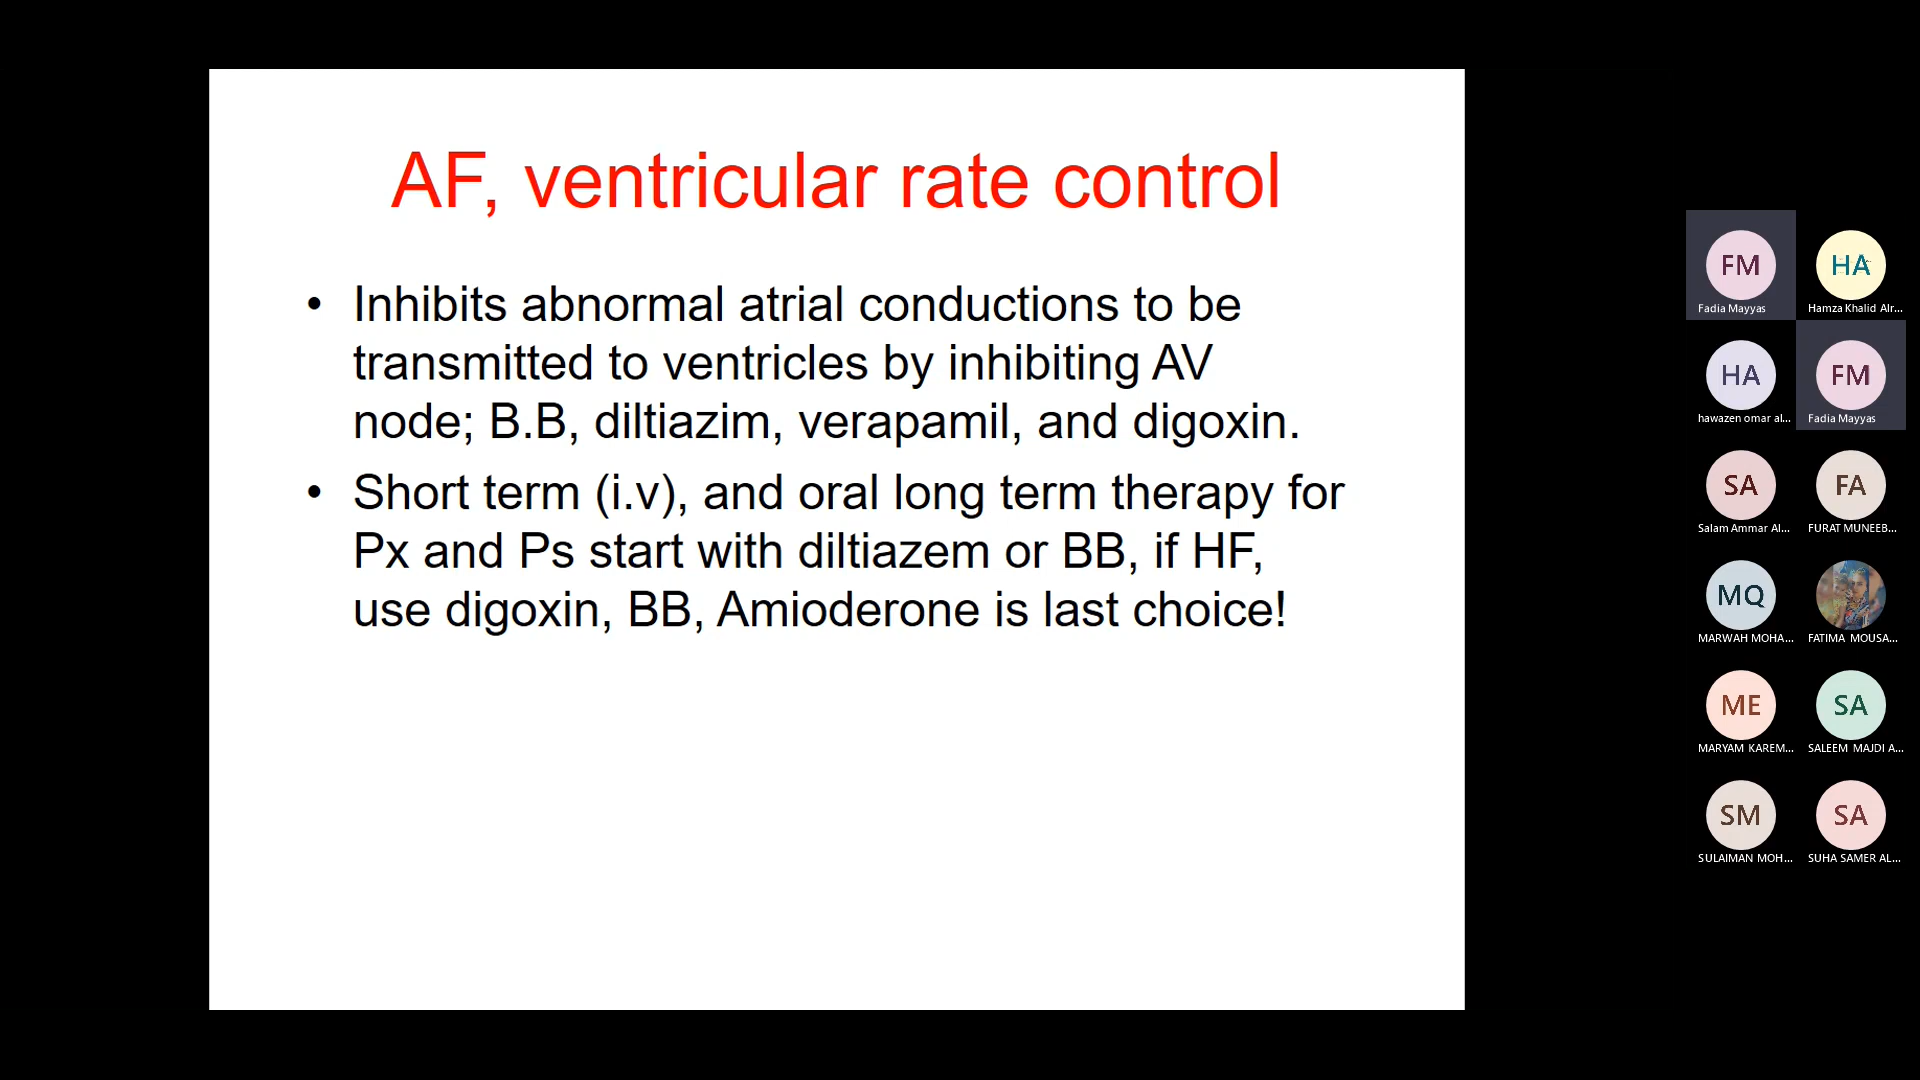 AF, ventricular rate control
• Inhibits abnormal atrial conductions to be
transmitted to ventricles by inhibiting AV
node; B.B, diltiazim, verapamil, and digoxin.
• Short term (i.v), and oral long term therapy for
Px and Ps start with diltiazem or BB, if HF,
use digoxin, BB, Amioderone is last choice!
FM
Fadia Mayyas
HA
Hamza Khalid Alr...
HA
hawazen omar al...
FM
Fadia Mayyas
SA
Salam Ammar Al...
FA
FURAT MUNEEB...
MQ
MARWAH MOHA...
FATIMA MOUSA...
ME
MARYAM KAREM...
SA
SALEEM MAJDI A...
SM
SULAIMAN MOH...
SA
SUHA SAMER AL...